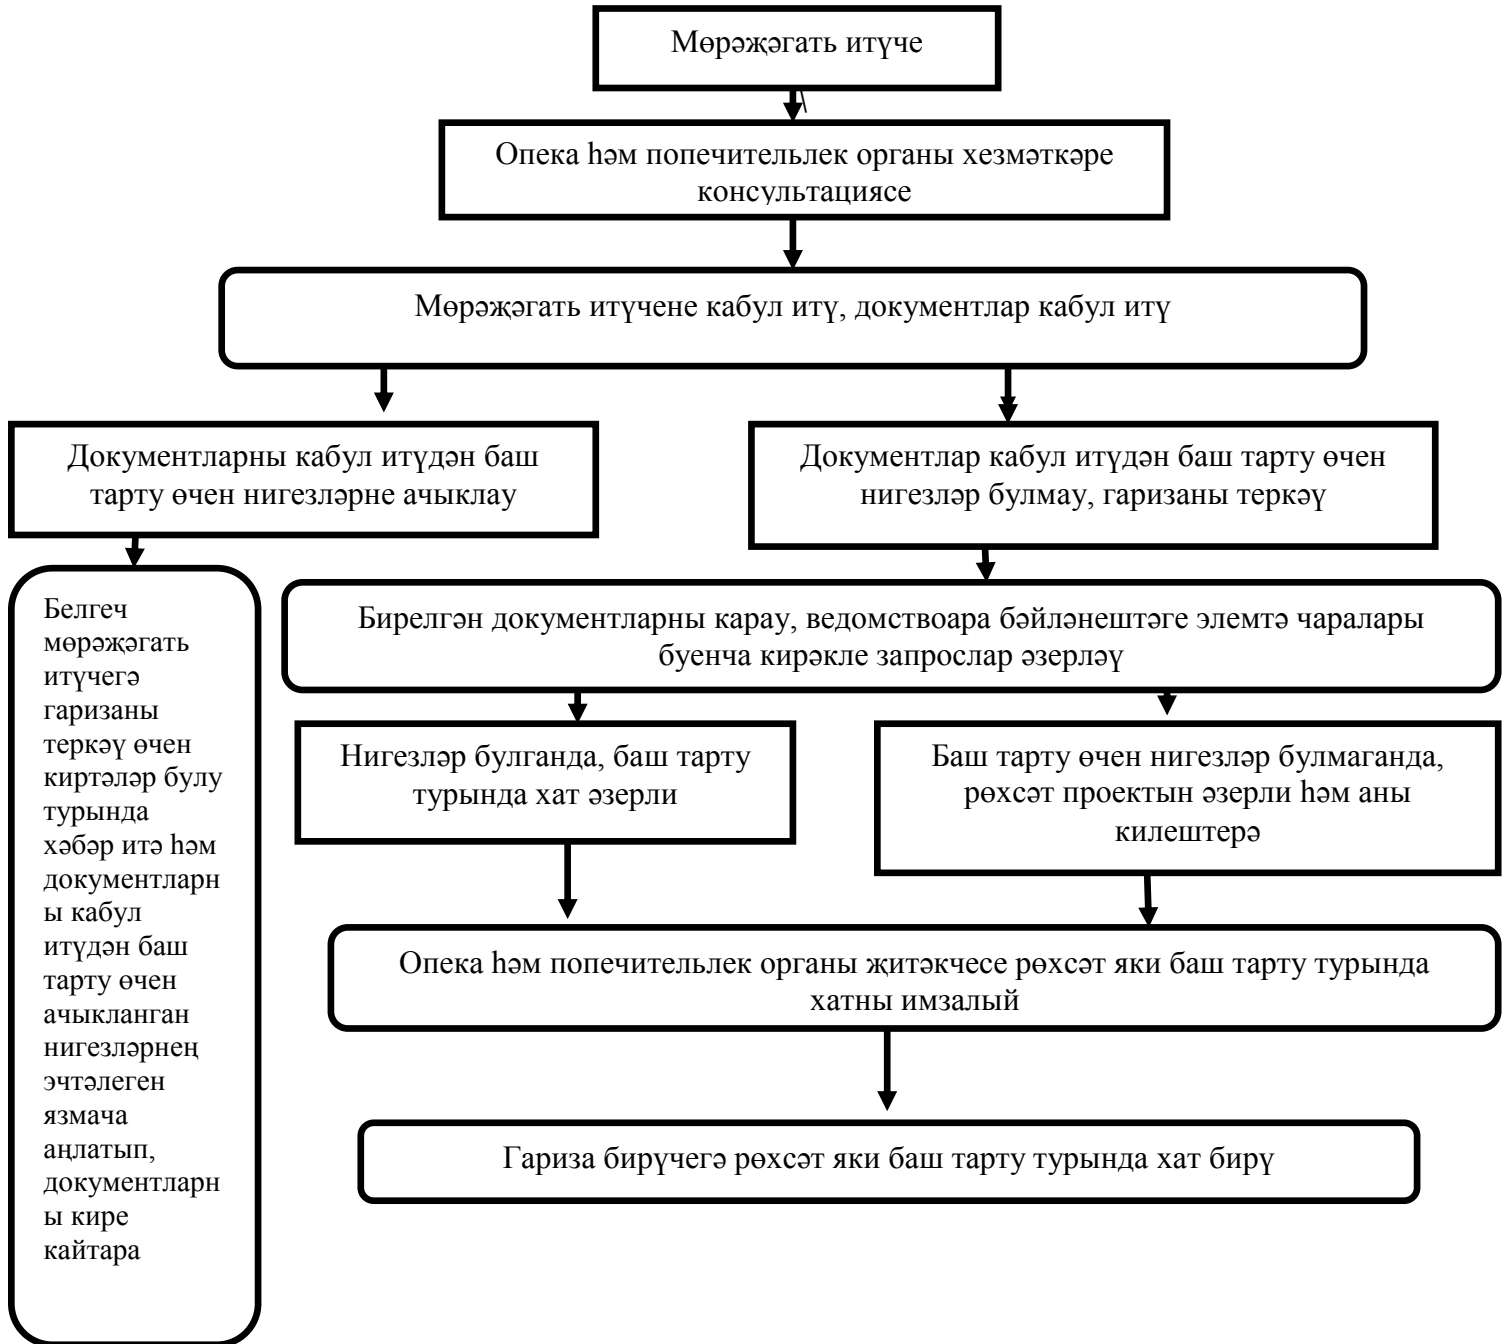 Мөрәҗәгать итүче
Опека һәм попечительлек органы хезмәткәре
консультациясе
Мөрәҗәгать итүчене кабул итү, документлар кабул итү
Документларны кабул итүдән баш
тарту өчен нигезләрне ачыклау
Документлар кабул итүдән баш тарту өчен
нигезләр булмау, гаризаны теркәү
Белгеч
мөрәҗәгать
итүчегә
гаризаны
теркәү өчен
киртәләр булу
турында
хәбәр итә һәм
документларн
ы кабул
итүдән баш
тарту өчен
ачыкланган
нигезләрнең
эчтәлеген
язмача
аңлатып,
документларн
ы кире
кайтара
Бирелгән документларны карау, ведомствоара бәйләнештәге элемтә чаралары
буенча кирәкле запрослар әзерләү
Нигезләр булганда, баш тарту
турында хат әзерли
Баш тарту өчен нигезләр булмаганда,
рөхсәт проектын әзерли һәм аны
килештерә
Опека һәм попечительлек органы җитәкчесе рөхсәт яки баш тарту турында
хатны имзалый
Гариза бирүчегә рөхсәт яки баш тарту турында хат бирү